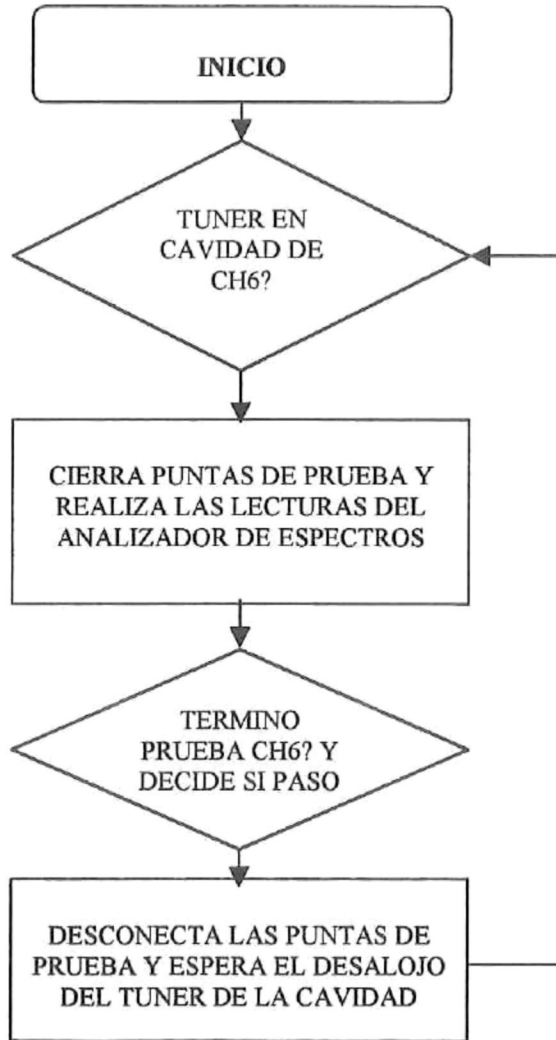 INICIO
TUNER EN
CAVIDAD DE
CH6?
CIERRA PUNTAS DE PRUEBA Y
REALIZA LAS LECTURAS DEL
ANALIZADOR DE ESPECTROS
TERMINO
PRUEBA CH6? Y
DECIDE SI PASO
DESCONECTA LAS PUNTAS DE
PRUEBA Y ESPERA EL DESALOJO
DEL TUNER DE LA CAVIDAD